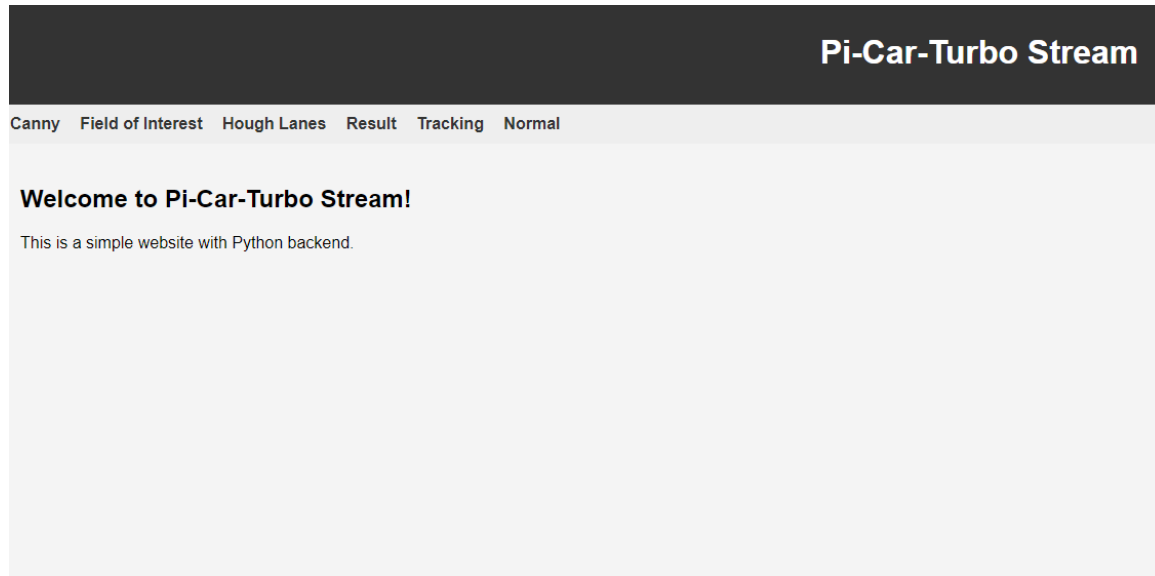 Pi-Car-Turbo Stream
Canny Field of Interest Hough Lanes Result Tracking Normal
Welcome to Pi-Car-Turbo Stream!
This is a simple website with Python backend.